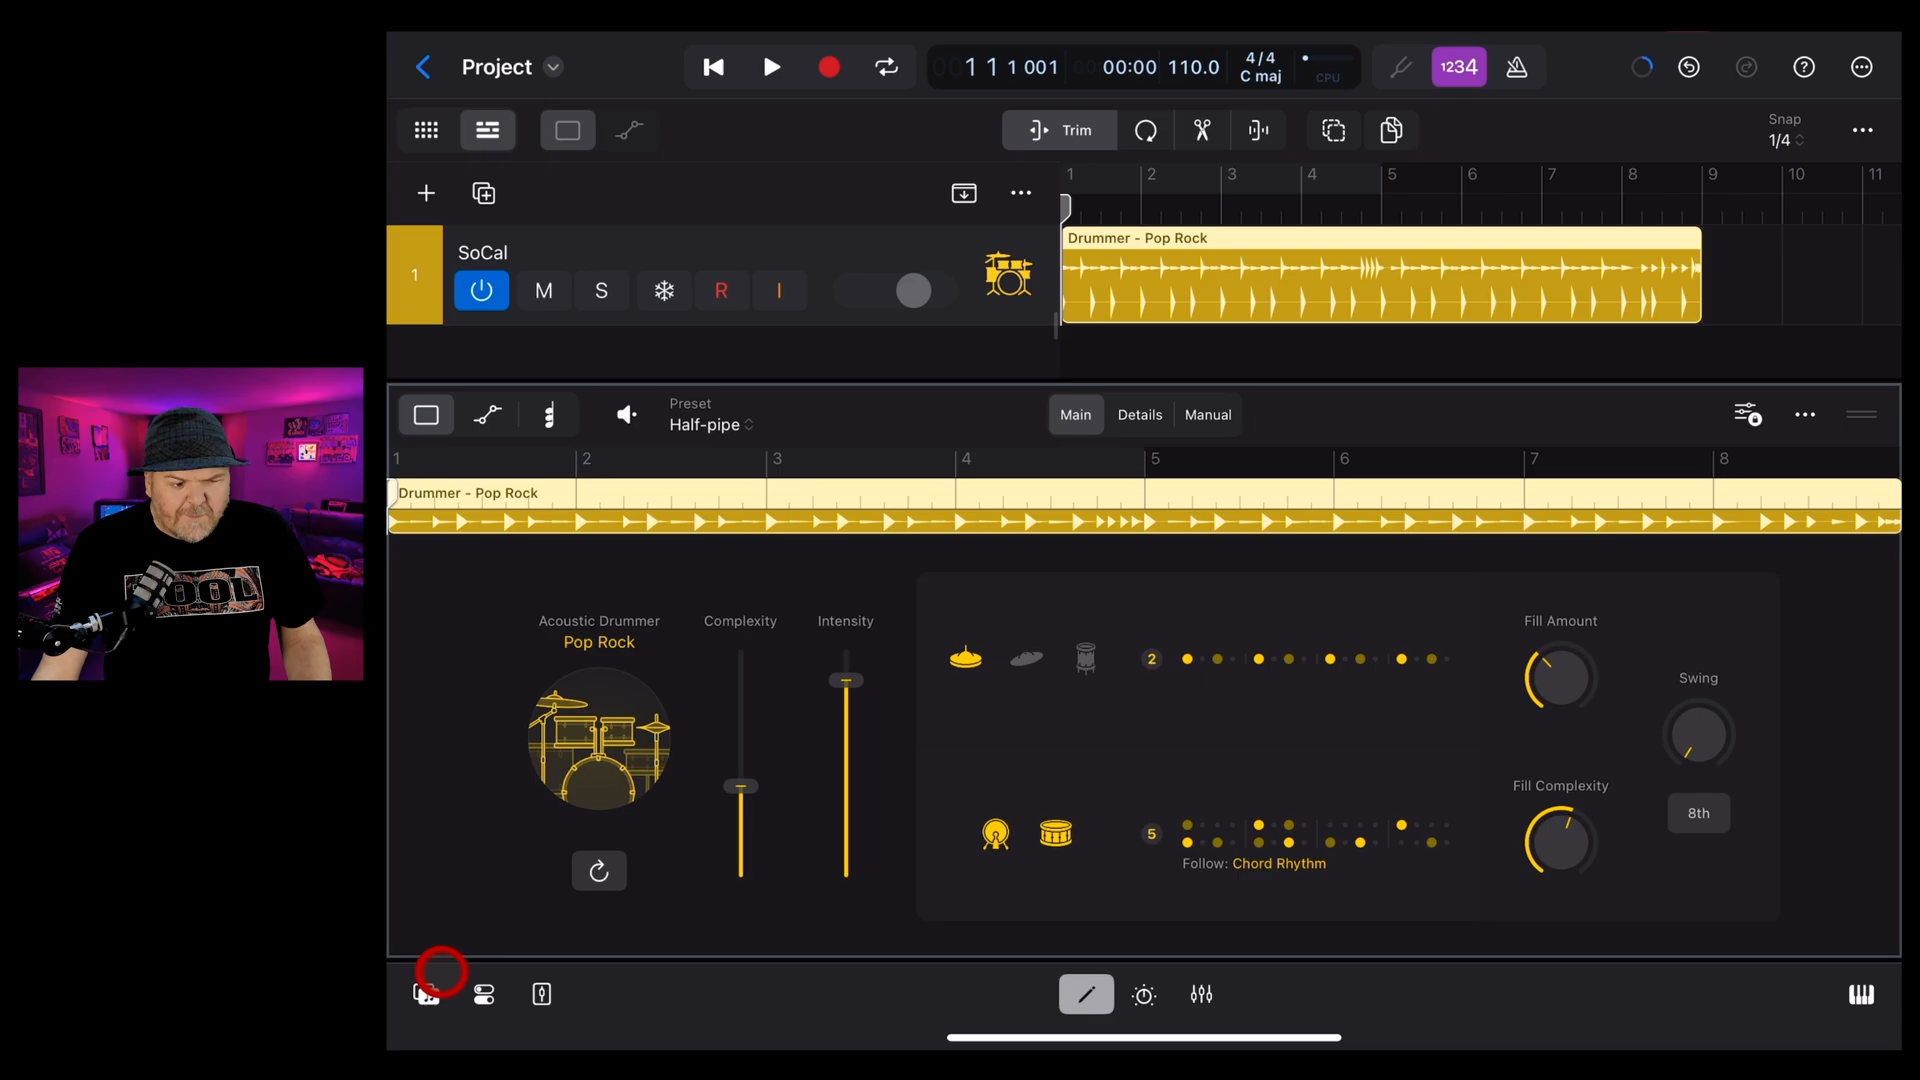 Project
1 1 1 001
00:00
110.0
4/4
C maj
CPU
1234
Trim
Snap
1/4
1 2 3 4 5 6 7 8 9 10 11
SoCal
1
M S R I
Drummer - Pop Rock
Preset
Half-pipe
Main Details Manual
1 2 3 4 5 6 7 8
Drummer - Pop Rock
Acoustic Drummer
Pop Rock
Complexity
Intensity
2
5
Follow: Chord Rhythm
Fill Amount
Fill Complexity
Swing
8th